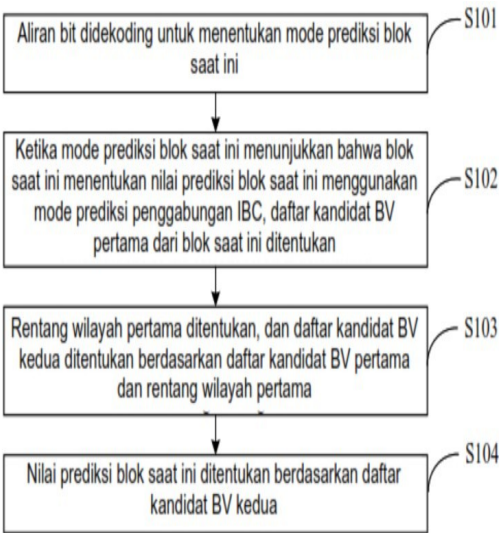 Aliran bit didekoding untuk menentukan mode prediksi blok
saat ini
S101
Ketika mode prediksi blok saat ini menunjukkan bahwa blok
saat ini menentukan nilai prediksi blok saat ini menggunakan
mode prediksi penggabungan IBC, daftar kandidat BV
pertama dari blok saat ini ditentukan
S102
Rentang wilayah pertama ditentukan, dan daftar kandidat BV
kedua ditentukan berdasarkan daftar kandidat BV pertama
dan rentang wilayah pertama
S103
Nilai prediksi blok saat ini ditentukan berdasarkan daftar
kandidat BV kedua
S104